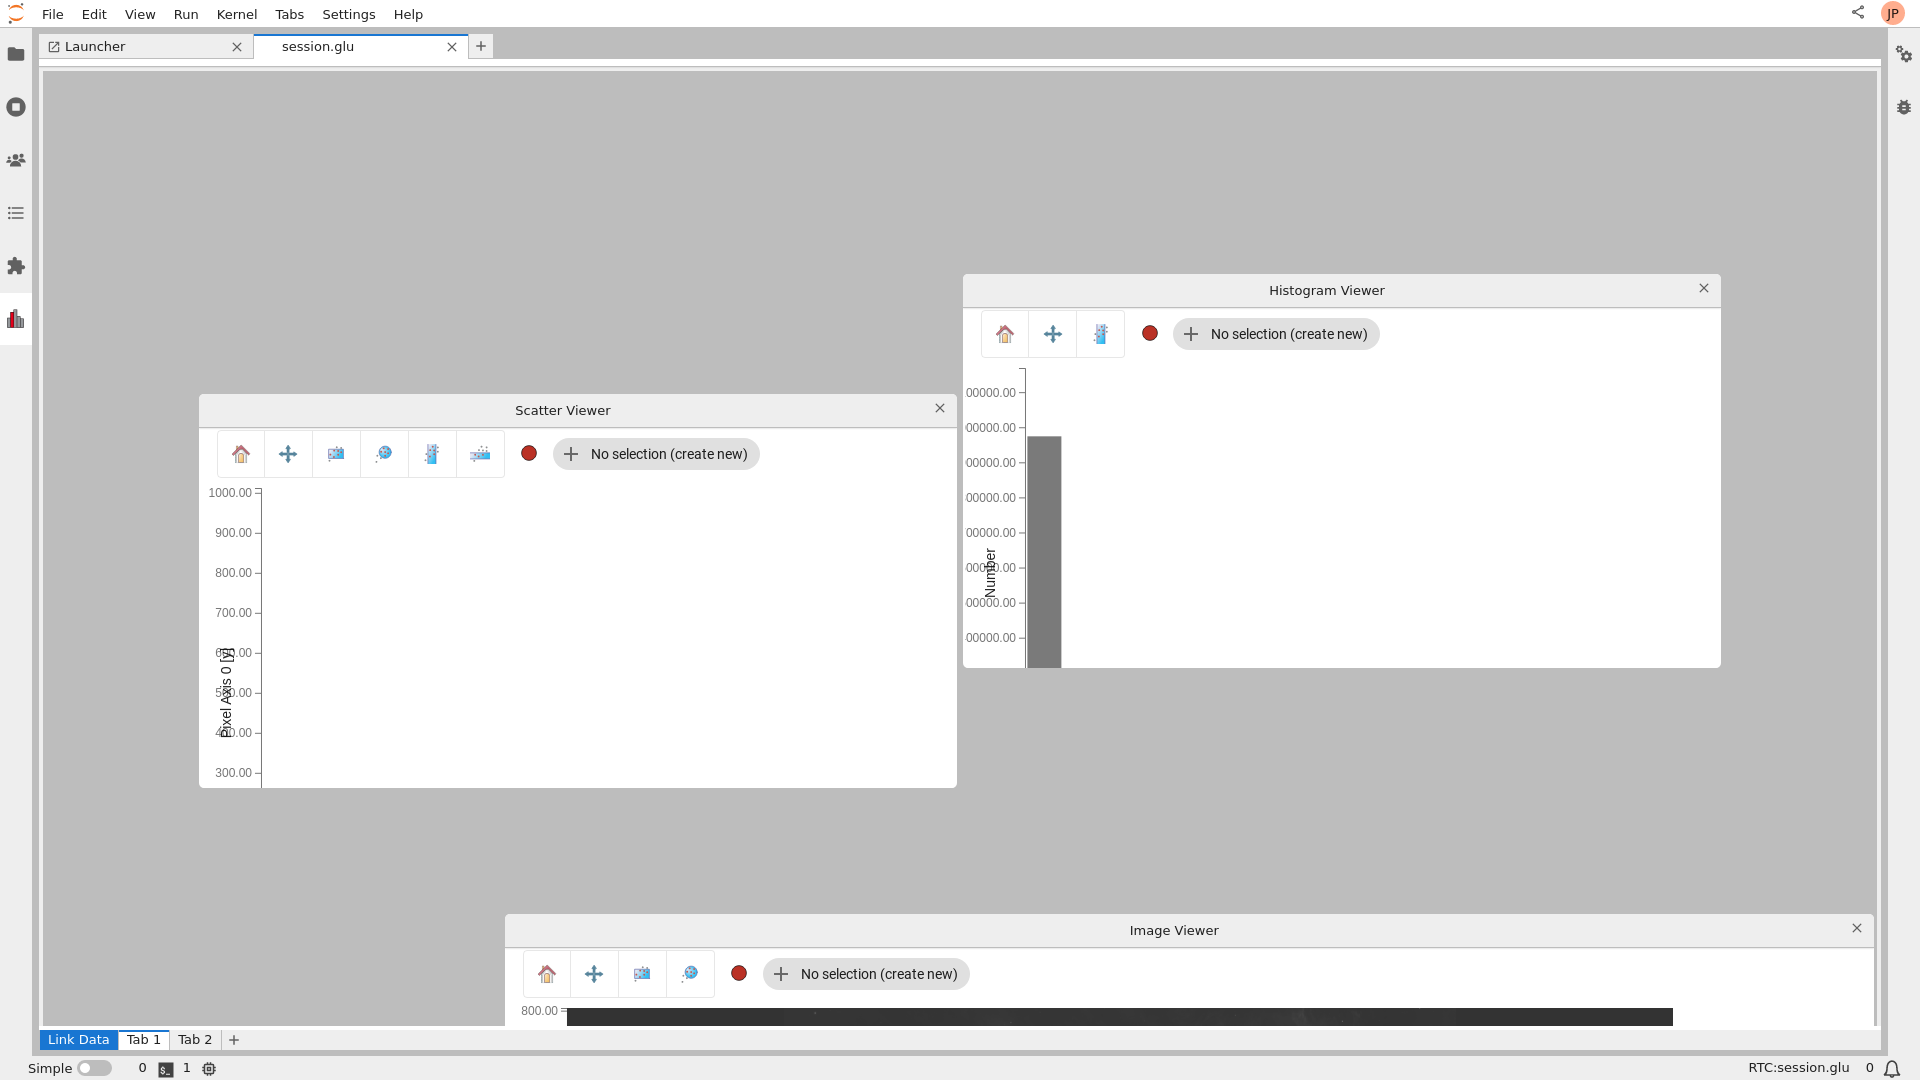 File Edit View Run Kernel Tabs Settings Help
JP
Launcher
session.glu
Histogram Viewer
No selection (create new)
00000.00
00000.00
00000.00
00000.00
00000.00
00000.00
00000.00
00000.00
Number
Scatter Viewer
No selection (create new)
1000.00
900.00
800.00
700.00
600.00
500.00
400.00
300.00
Pixel Axis 0 [y]
Image Viewer
No selection (create new)
800.00
Link Data Tab 1 Tab 2
Simple 0 $_ 1 RTC:session.glu 0